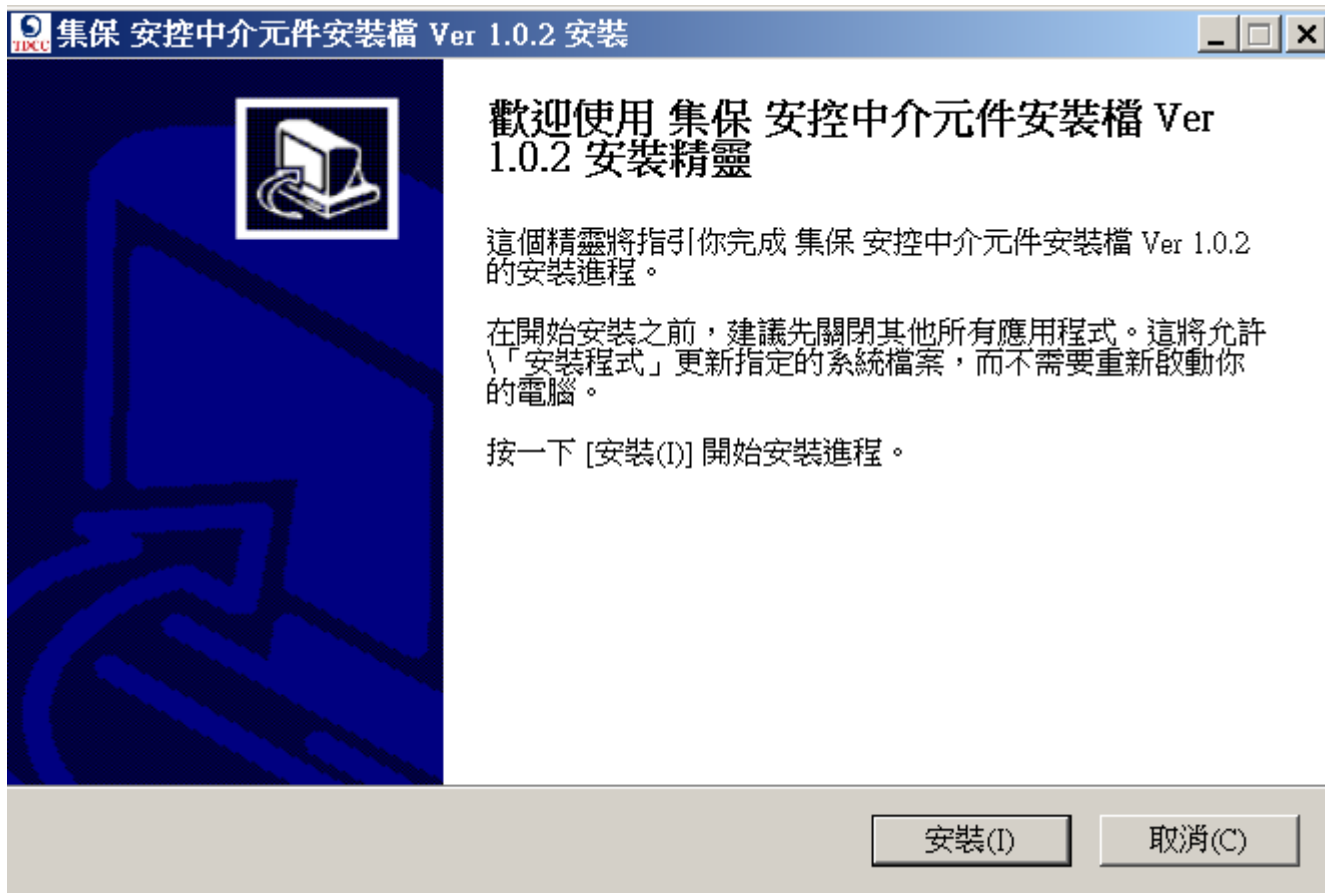 TDCC
集保 安控中介元件安裝檔 Ver 1.0.2 安裝
歡迎使用 集保 安控中介元件安裝檔 Ver
1.0.2 安裝精靈
這個精靈將指引你完成 集保 安控中介元件安裝檔 Ver 1.0.2
的安裝進程。
在開始安裝之前，建議先關閉其他所有應用程式。這將允許
\「安裝程式」更新指定的系統檔案，而不需要重新啟動你
的電腦。
按一下 [安裝(I)] 開始安裝進程。
安裝(I)
取消(C)